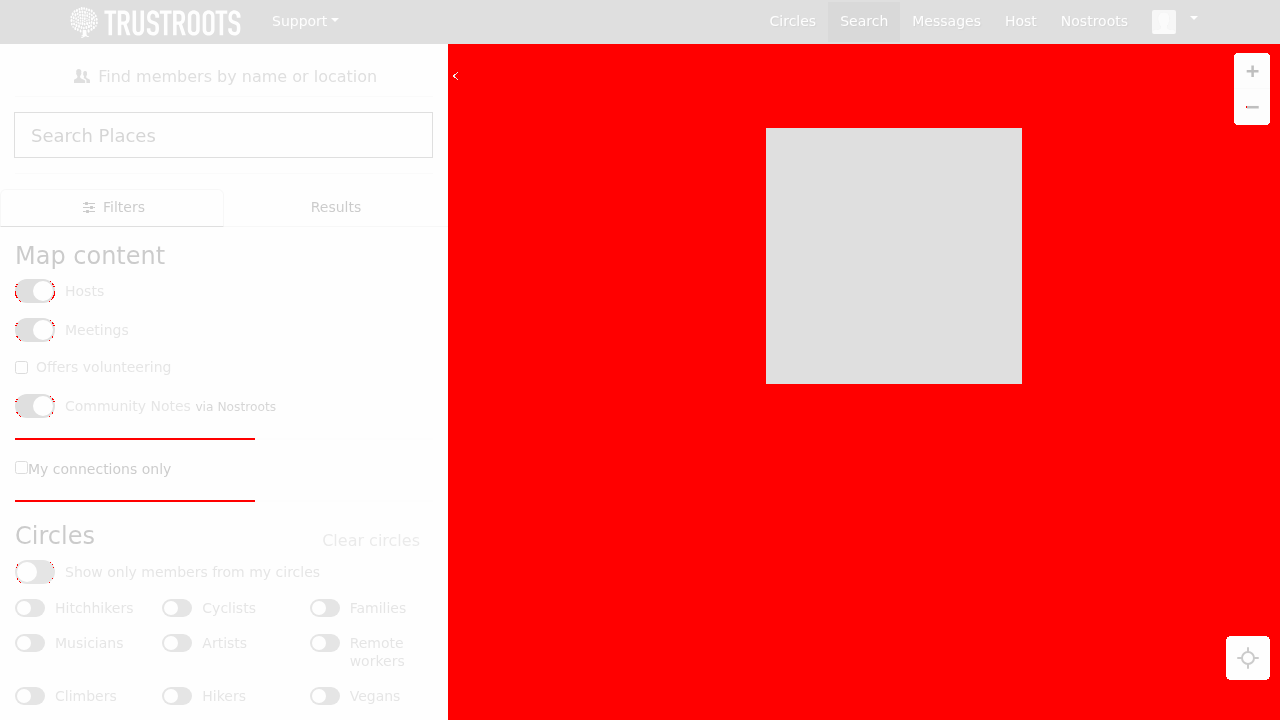 TRUSTROOTS Support Circles Search Messages Host Nostroots
Find members by name or location
Search Places
Filters Results
Map content
Hosts
Meetings
Offers volunteering
Community Notes via Nostroots
My connections only
Circles Clear circles
Show only members from my circles
Hitchhikers Cyclists Families
Musicians Artists Remote
workers
Climbers Hikers Vegans